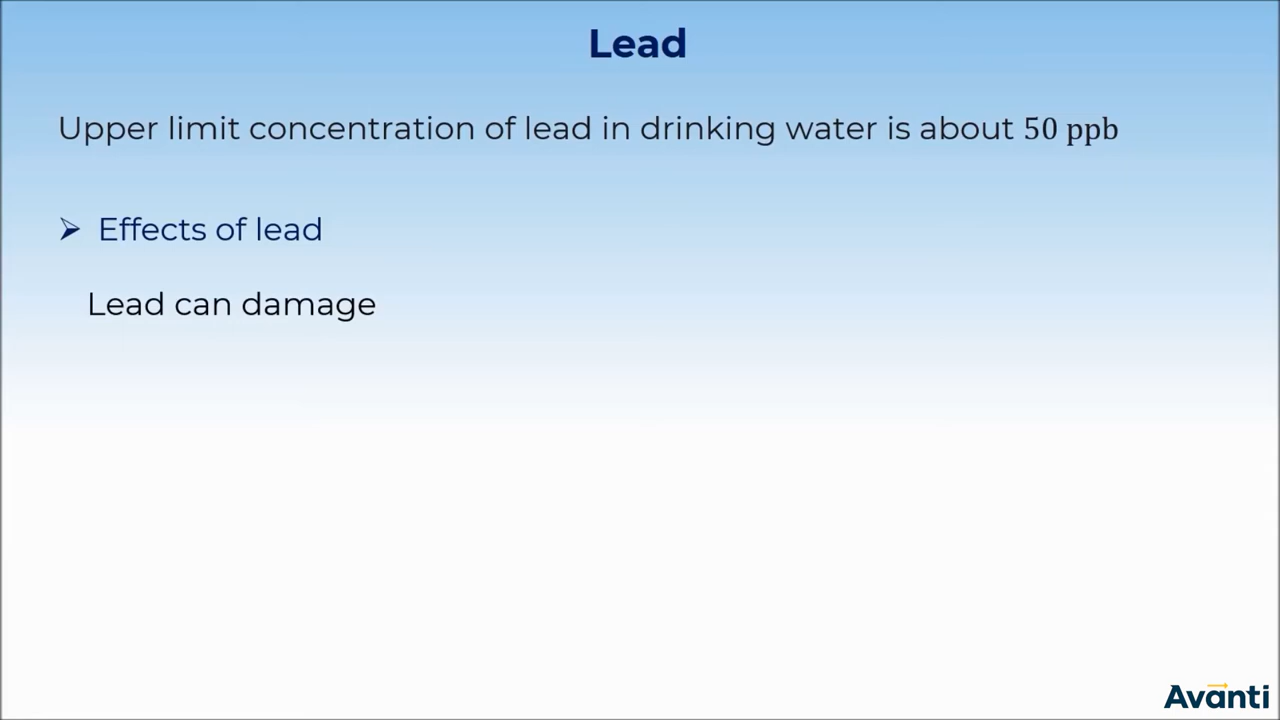 Lead
Upper limit concentration of lead in drinking water is about 50 ppb
➢ Effects of lead
Lead can damage
Avanti